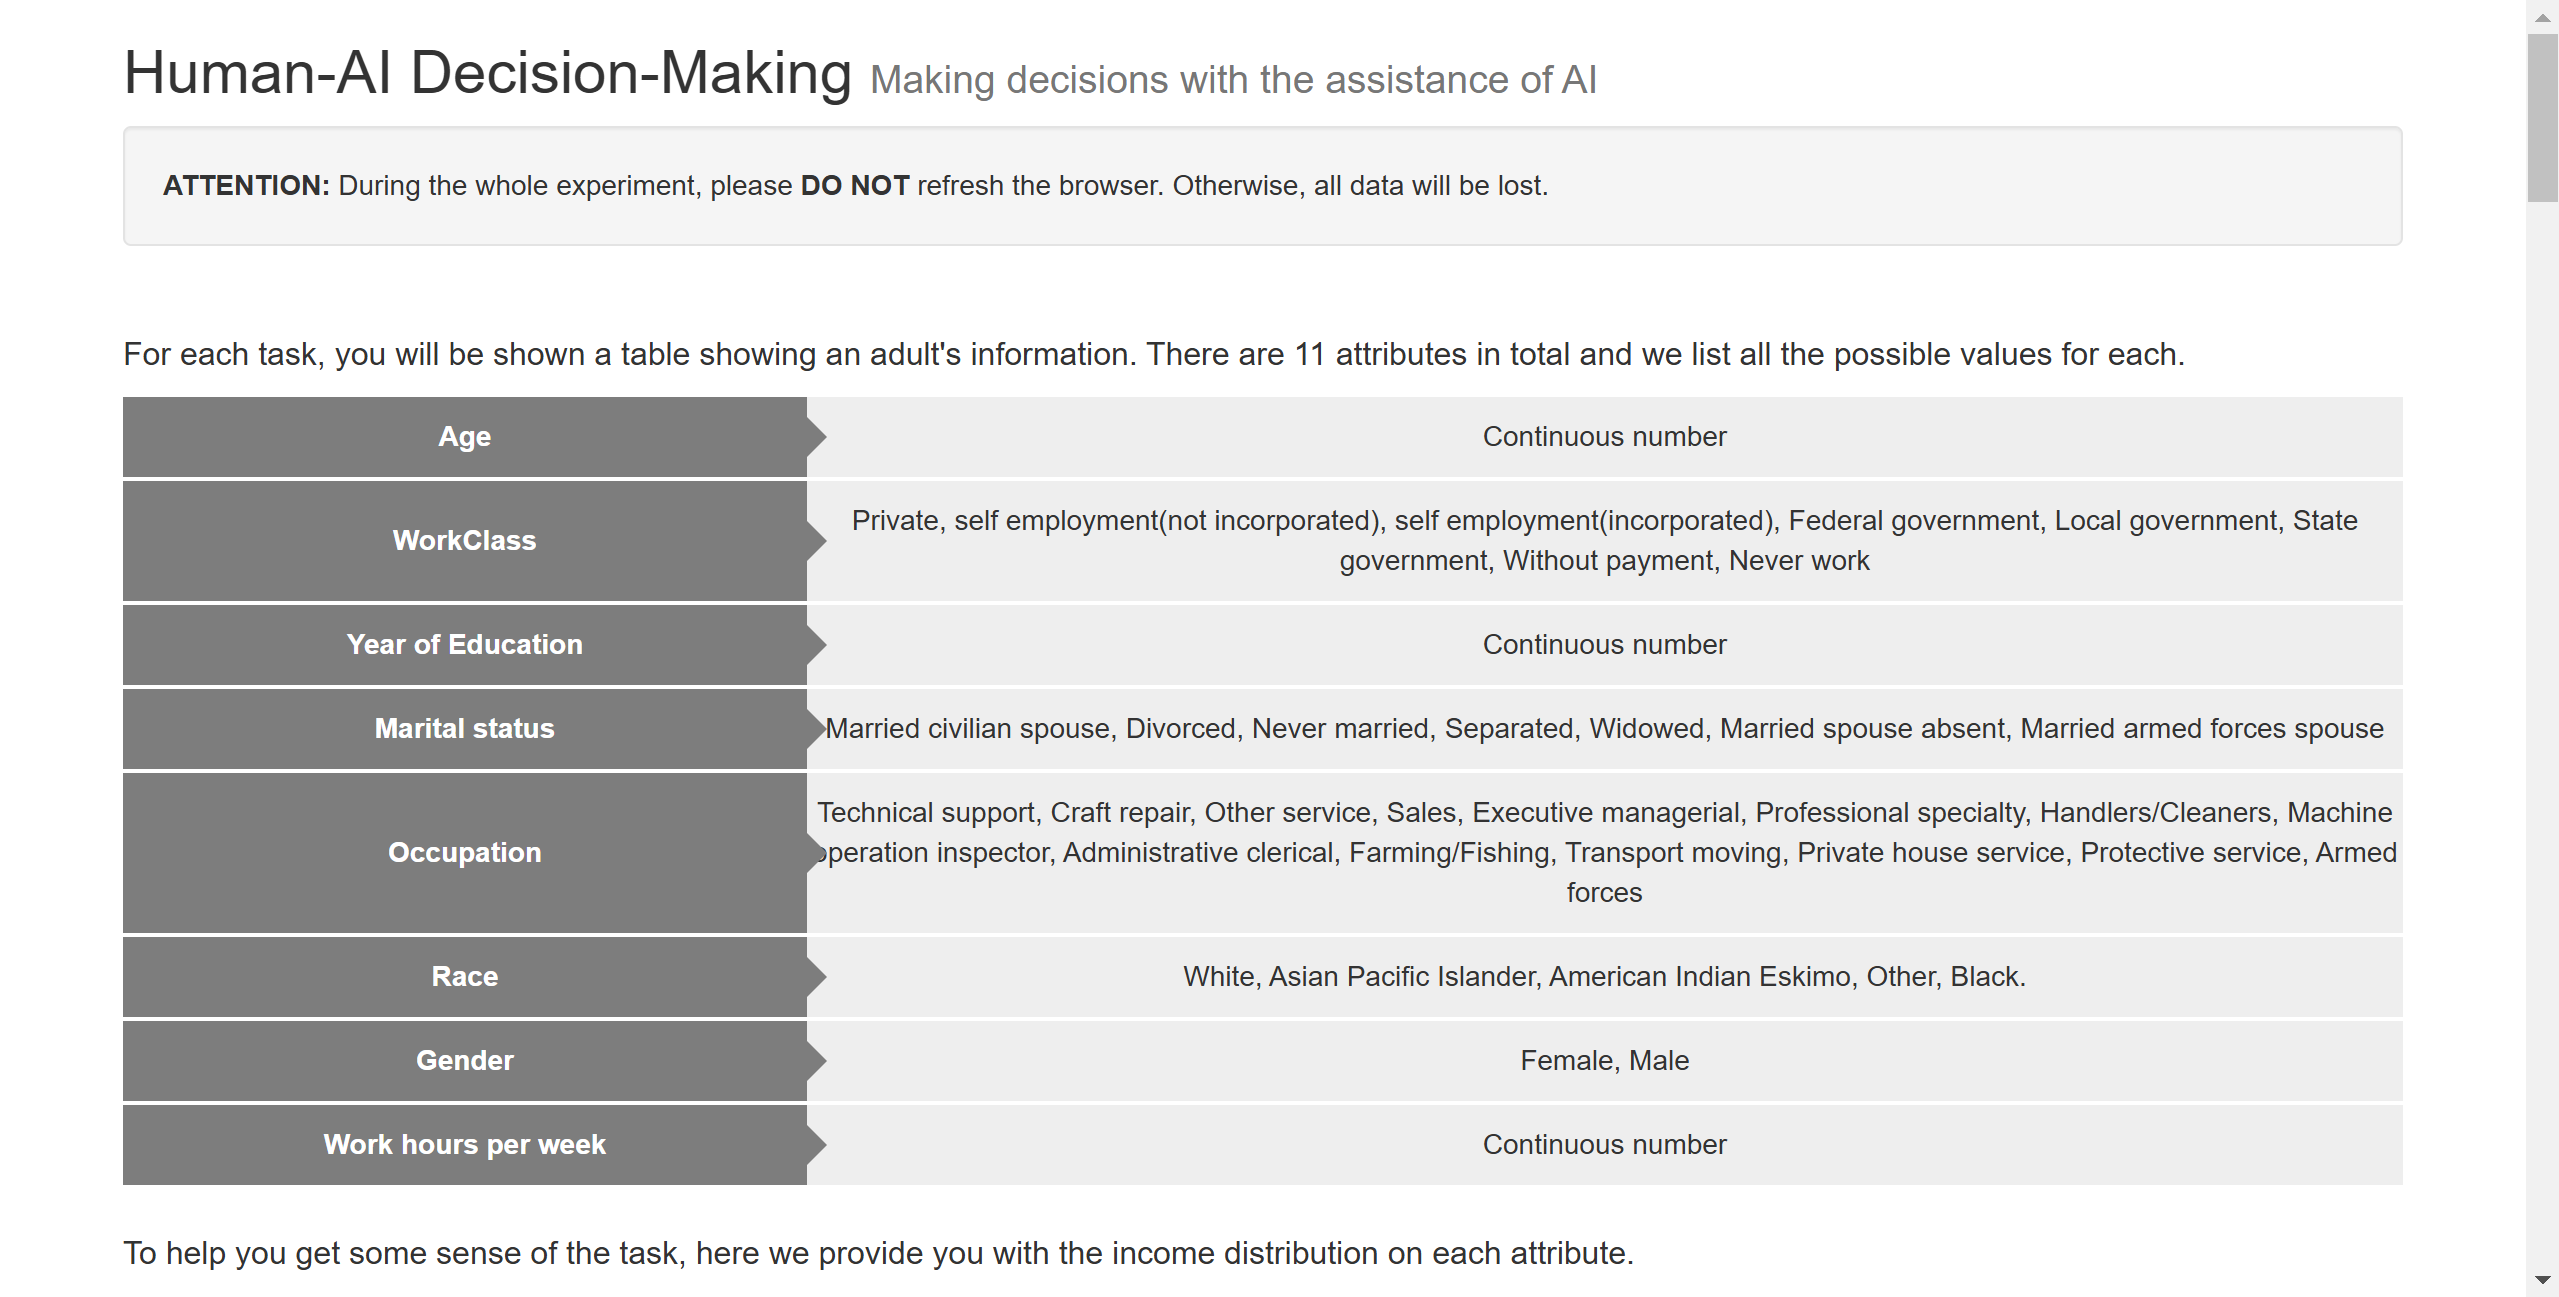 Human-AI Decision-Making Making decisions with the assistance of AI
ATTENTION: During the whole experiment, please DO NOT refresh the browser. Otherwise, all data will be lost.
For each task, you will be shown a table showing an adult's information. There are 11 attributes in total and we list all the possible values for each.
Age
Continuous number
WorkClass
Private, self employment(not incorporated), self employment(incorporated), Federal government, Local government, State
government, Without payment, Never work
Year of Education
Continuous number
Marital status
Married civilian spouse, Divorced, Never married, Separated, Widowed, Married spouse absent, Married armed forces spouse
Occupation
Technical support, Craft repair, Other service, Sales, Executive managerial, Professional specialty, Handlers/Cleaners, Machine
operation inspector, Administrative clerical, Farming/Fishing, Transport moving, Private house service, Protective service, Armed
forces
Race
White, Asian Pacific Islander, American Indian Eskimo, Other, Black.
Gender
Female, Male
Work hours per week
Continuous number
To help you get some sense of the task, here we provide you with the income distribution on each attribute.